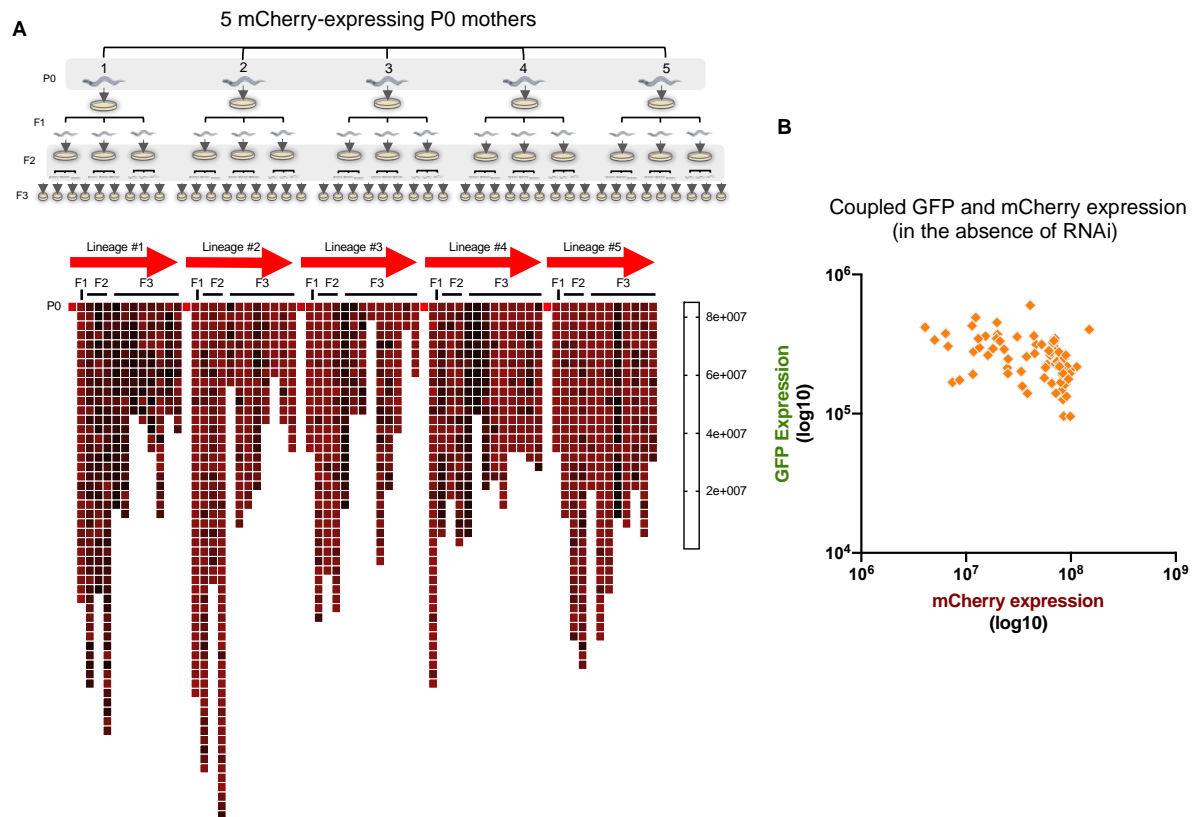 A
5 mCherry-expressing P0 mothers
1 2 3 4 5
P0
F1
F2
F3
Lineage #1 Lineage #2 Lineage #3 Lineage #4 Lineage #5
F1 F2 F3 F1 F2 F3 F1 F2 F3 F1 F2 F3 F1 F2 F3
P0
8e+007
6e+007
4e+007
2e+007
B
Coupled GFP and mCherry expression
(in the absence of RNAi)
GFP Expression
(log10)
10⁶
10⁵
10⁴
10⁶ 10⁷ 10⁸ 10⁹
mCherry expression
(log10)